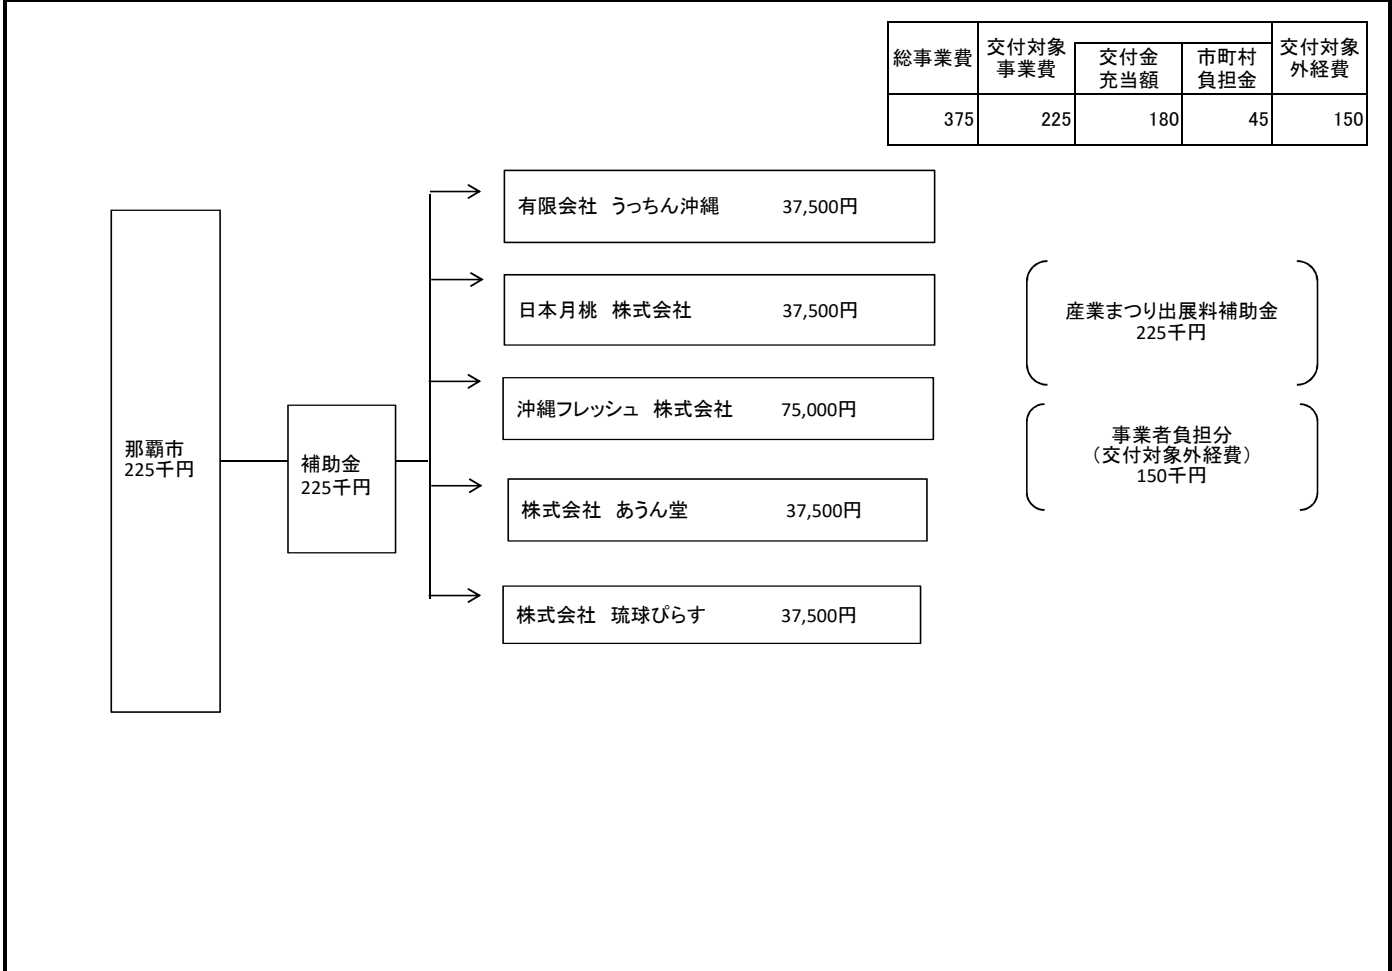 総事業費
交付対象
事業費
交付金
充当額
市町村
負担金
交付対象
外経費
375
225
180
45
150
有限会社　うっちん沖縄　37,500円
日本月桃　株式会社　37,500円
産業まつり出展料補助金
225千円
沖縄フレッシュ　株式会社　75,000円
事業者負担分
（交付対象外経費）
150千円
那覇市
225千円
補助金
225千円
株式会社　あうん堂　37,500円
株式会社　琉球ぴらす　37,500円